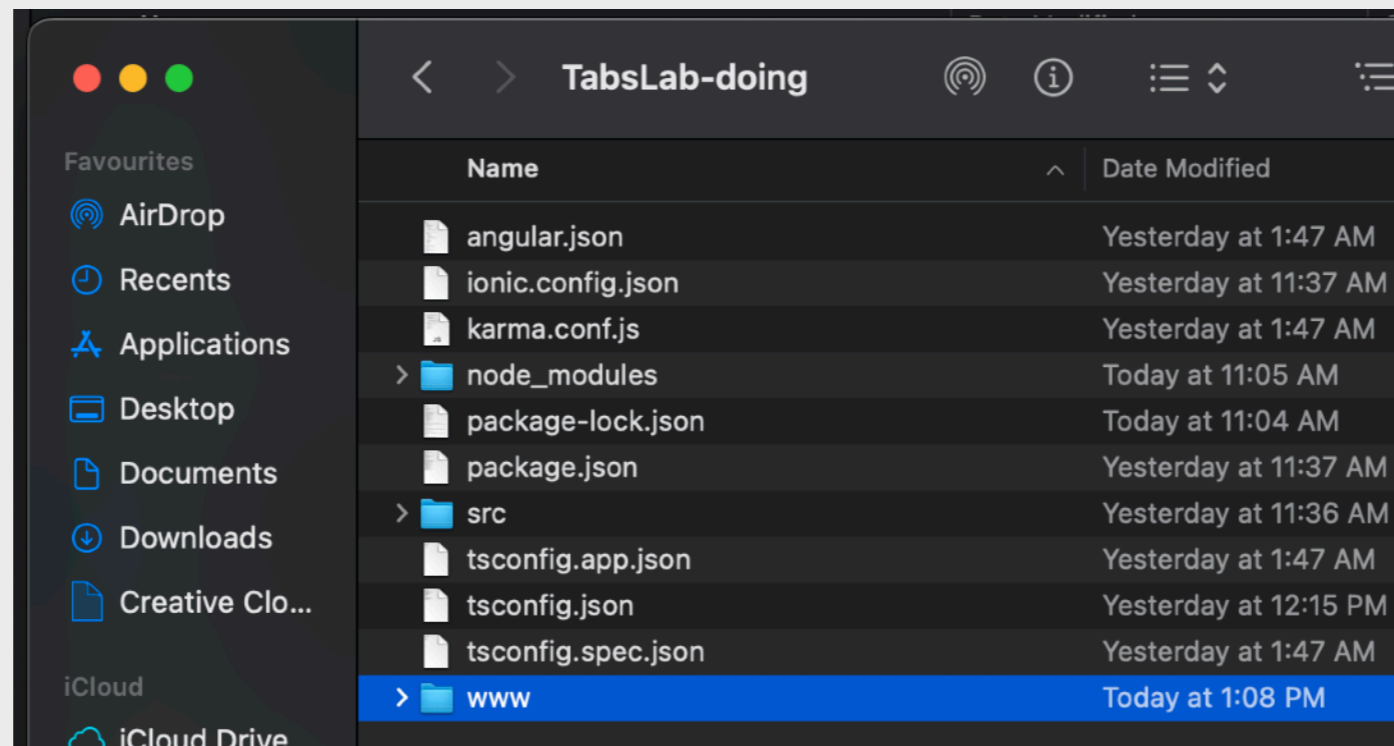 TabsLab-doing
Favourites
AirDrop
Recents
Applications
Desktop
Documents
Downloads
Creative Clo...
iCloud
iCloud Drive
Name Date Modified
angular.json Yesterday at 1:47 AM
ionic.config.json Yesterday at 11:37 AM
karma.conf.js Yesterday at 1:47 AM
node_modules Today at 11:05 AM
package-lock.json Today at 11:04 AM
package.json Yesterday at 11:37 AM
src Yesterday at 11:36 AM
tsconfig.app.json Yesterday at 1:47 AM
tsconfig.json Yesterday at 12:15 PM
tsconfig.spec.json Yesterday at 1:47 AM
www Today at 1:08 PM